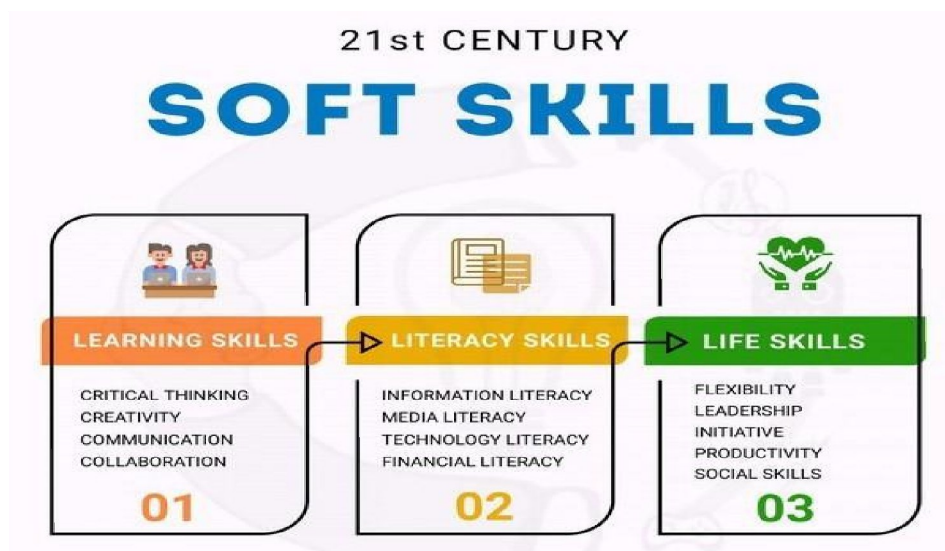 21st CENTURY
SOFT SKILLS
LEARNING SKILLS
CRITICAL THINKING
CREATIVITY
COMMUNICATION
COLLABORATION
01
LITERACY SKILLS
INFORMATION LITERACY
MEDIA LITERACY
TECHNOLOGY LITERACY
FINANCIAL LITERACY
02
LIFE SKILLS
FLEXIBILITY
LEADERSHIP
INITIATIVE
PRODUCTIVITY
SOCIAL SKILLS
03